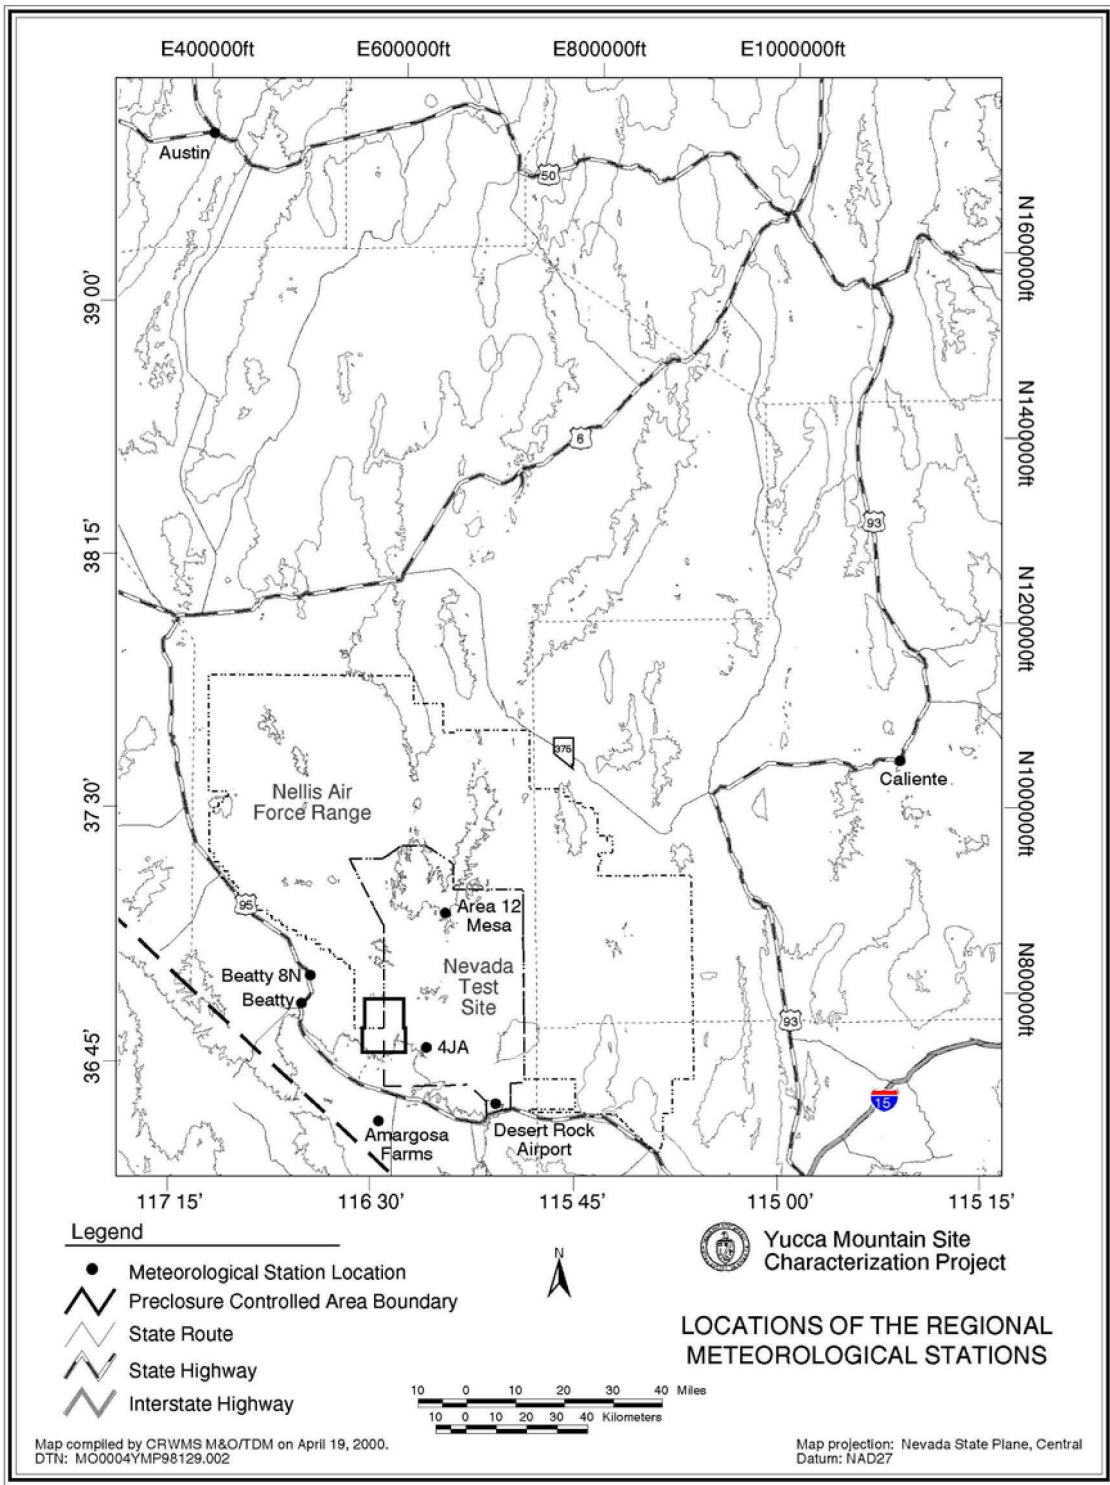 E400000ft E600000ft E800000ft E1000000ft
Austin
50
N1600000ft
39 00'
N1400000ft
6
93
38 15'
N1200000ft
375
Caliente
N1000000ft
Nellis Air
Force Range
37 30'
95
Area 12
Mesa
Nevada
Test
Site
Beatty 8N
Beatty
N800000ft
93
4JA
36 45'
15
Amargosa
Farms
Desert Rock
Airport
117 15' 116 30' 115 45' 115 00' 115 15'
Legend
Meteorological Station Location
Preclosure Controlled Area Boundary
State Route
State Highway
Interstate Highway
N
Yucca Mountain Site
Characterization Project
LOCATIONS OF THE REGIONAL
METEOROLOGICAL STATIONS
10 0 10 20 30 40 Miles
10 0 10 20 30 40 Kilometers
Map compiled by CRWMS M&O/TDM on April 19, 2000.
DTN: MO0004YMP98129.002
Map projection: Nevada State Plane, Central
Datum: NAD27